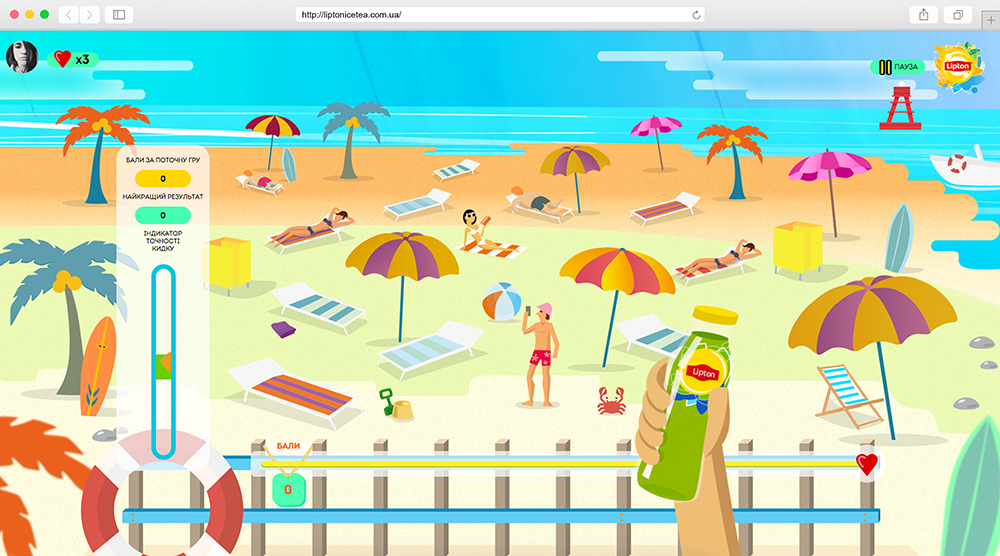 http://liptonicetea.com.ua/
x3
ПАУЗА
Lipton
БАЛИ ЗА ПОТОЧНУ ГРУ
0
НАЙКРАЩИЙ РЕЗУЛЬТАТ
0
ІНДИКАТОР
ТОЧНОСТІ
КИДКУ
Lipton
БАЛИ
0